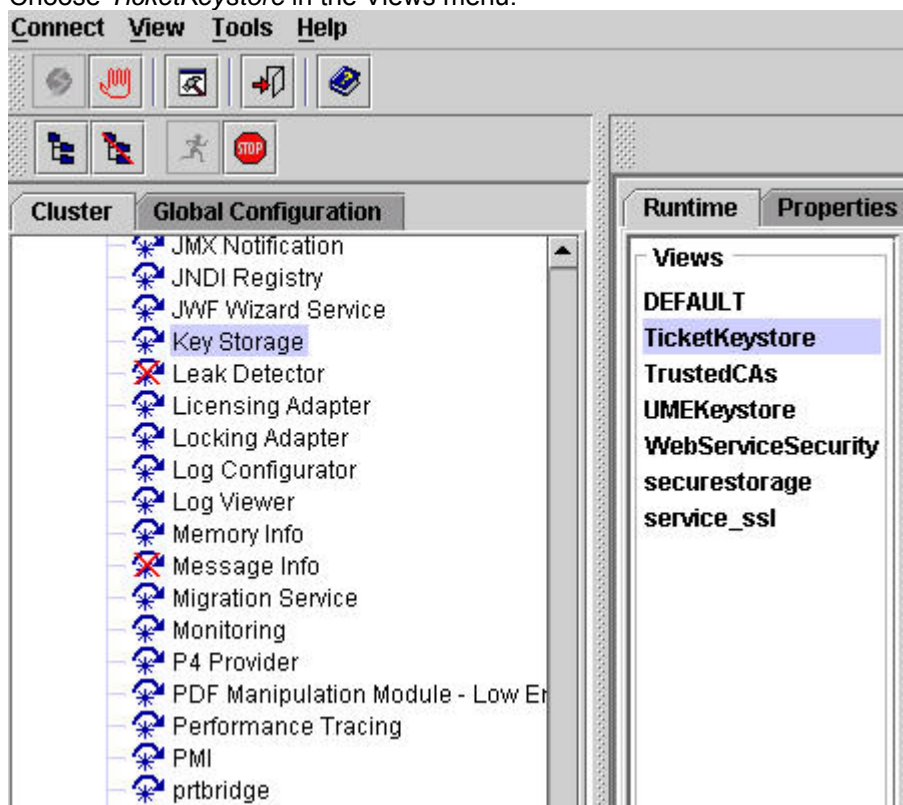 Choose TicketKeystore in the Views menu.
Connect View Tools Help
STOP
Cluster Global Configuration
Runtime Properties
JMX Notification
JNDI Registry
JWF Wizard Service
Key Storage
Leak Detector
Licensing Adapter
Locking Adapter
Log Configurator
Log Viewer
Memory Info
Message Info
Migration Service
Monitoring
P4 Provider
PDF Manipulation Module - Low En
Performance Tracing
PMI
prtbridge
Views
DEFAULT
TicketKeystore
TrustedCAs
UMEKeystore
WebServiceSecurity
securestorage
service_ssl